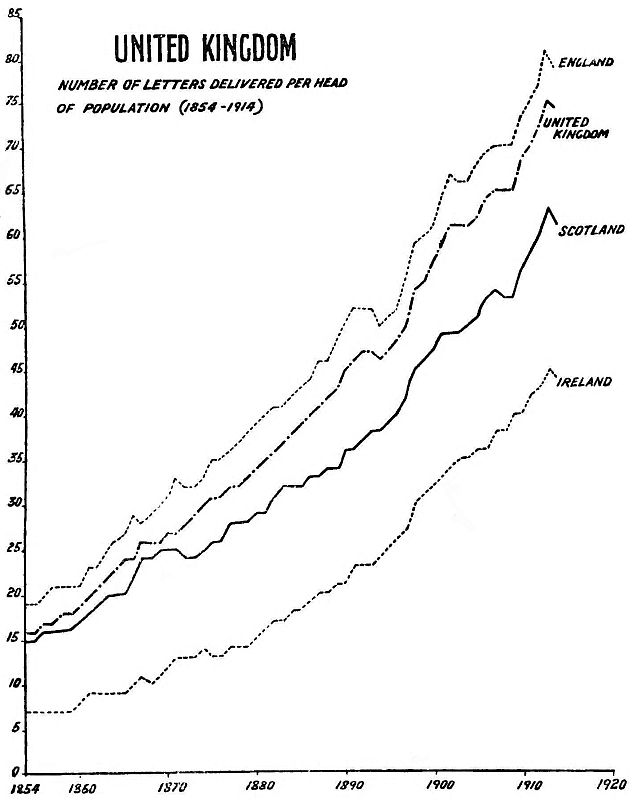 85
UNITED KINGDOM
80
ENGLAND
NUMBER OF LETTERS DELIVERED PER HEAD
OF POPULATION (1854-1914)
75
UNITED
KINGDOM
70
65
60
SCOTLAND
55
50
45
IRELAND
40
35
30
25
20
15
10
5
0
1854 1860 1870 1880 1890 1900 1910 1920